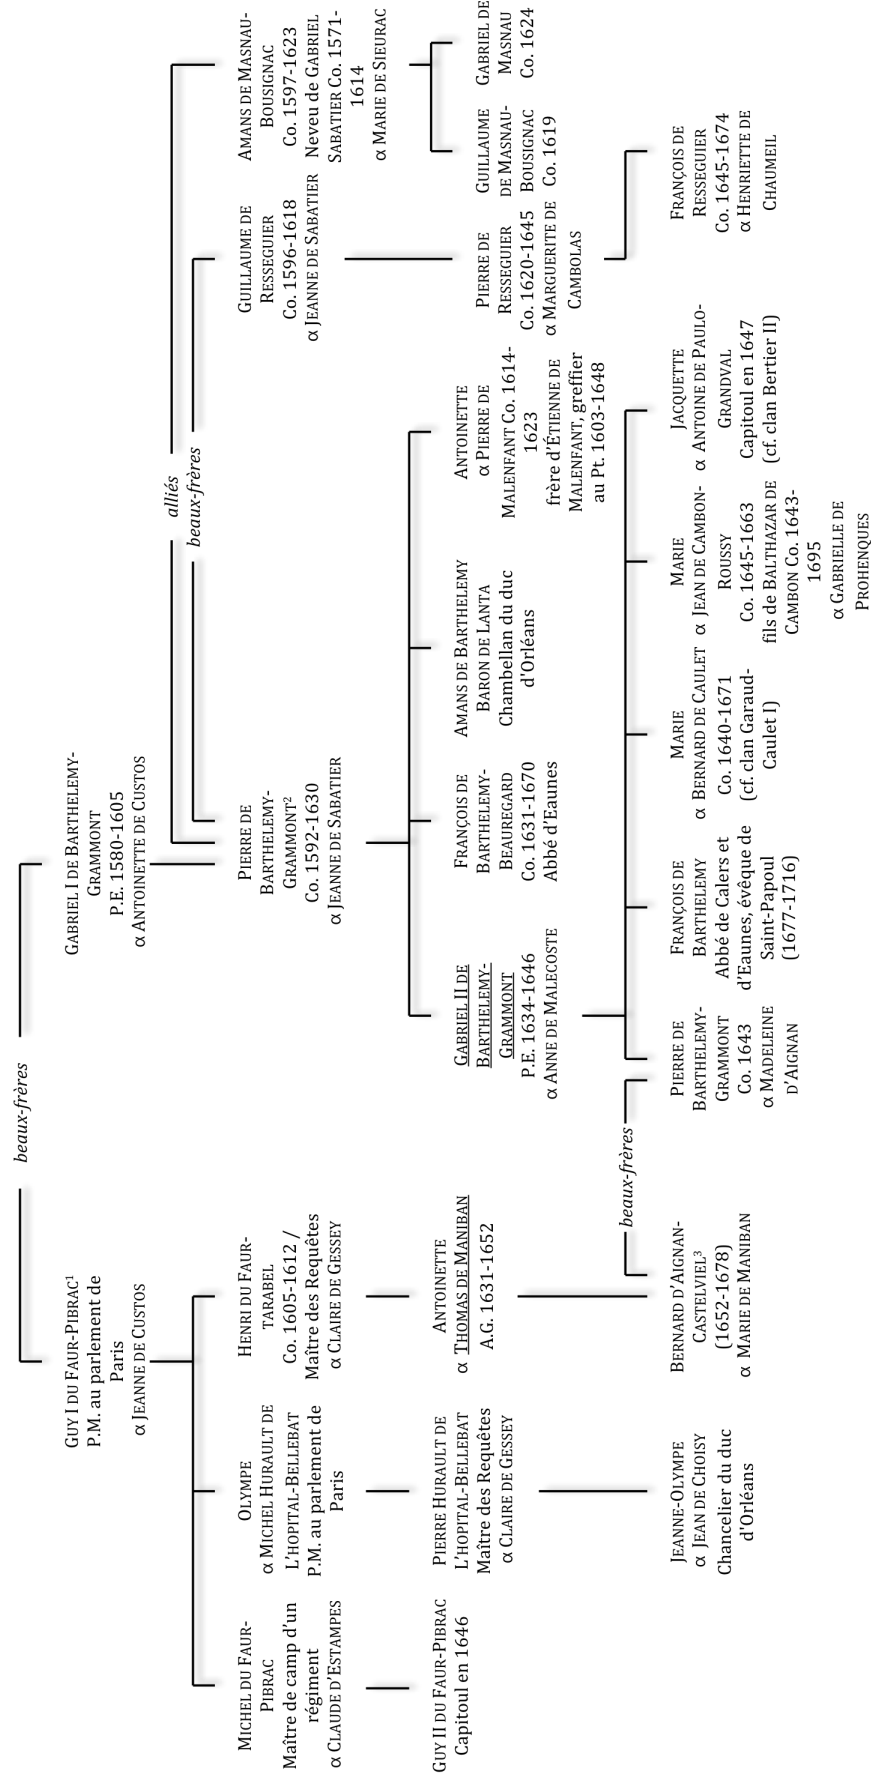 beaux-frères
GUY I DU FAUR-PIBRAC¹
P.M. au parlement de
Paris
α JEANNE DE CUSTOS
GABRIEL I DE BARTHELEMY-
GRAMMONT
P.E. 1580-1605
α ANTOINETTE DE CUSTOS
alliés
beaux-frères
MICHEL DU FAUR-
PIBRAC
Maître de camp d'un
régiment
α CLAUDE D'ESTAMPES
OLYMPE
α MICHEL HURAULT DE
L'HOPITAL-BELLEBAT
P.M. au parlement de
Paris
HENRI DU FAUR-
TARABEL
Co. 1605-1612 /
Maître des Requêtes
α CLAIRE DE GESSEY
PIERRE DE
BARTHELEMY-
GRAMMONT²
Co. 1592-1630
α JEANNE DE SABATIER
GUILLAUME DE
RESSEGUIER
Co. 1596-1618
α JEANNE DE SABATIER
AMANS DE MASNAU-
BOUSIGNAC
Co. 1597-1623
Neveu de GABRIEL
SABATIER Co. 1571-
1614
α MARIE DE SIEURAC
GUY II DU FAUR-PIBRAC
Capitoul en 1646
PIERRE HURAULT DE
L'HOPITAL-BELLEBAT
Maître des Requêtes
α CLAIRE DE GESSEY
ANTOINETTE
α THOMAS DE MANIBAN
A.G. 1631-1652
GABRIEL II DE
BARTHELEMY-
GRAMMONT
P.E. 1634-1646
α ANNE DE MALECOSTE
FRANÇOIS DE
BARTHELEMY-
BEAUREGARD
Co. 1631-1670
Abbé d'Eaunes
AMANS DE BARTHELEMY
BARON DE LANTA
Chambellan du duc
d'Orléans
ANTOINETTE
α PIERRE DE
MALENFANT Co. 1614-
1623
frère d'ÉTIENNE DE
MALENFANT, greffier
au Pt. 1603-1648
PIERRE DE
RESSEGUIER
Co. 1620-1645
α MARGUERITE DE
CAMBOLAS
GUILLAUME
DE MASNAU-
BOUSIGNAC
Co. 1619
GABRIEL DE
MASNAU
Co. 1624
beaux-frères
JEANNE-OLYMPE
α JEAN DE CHOISY
Chancelier du duc
d'Orléans
BERNARD D'AIGNAN-
CASTELVIEL³
(1652-1678)
α MARIE DE MANIBAN
PIERRE DE
BARTHELEMY-
GRAMMONT
Co. 1643
α MADELEINE
D'AIGNAN
FRANÇOIS DE
BARTHELEMY
Abbé de Calers et
d'Eaunes, évêque de
Saint-Papoul
(1677-1716)
MARIE
α BERNARD DE CAULET
Co. 1640-1671
(cf. clan Garaud-
Caulet I)
MARIE
α JEAN DE CAMBON-
ROUSSY
Co. 1645-1663
fils de BALTHAZAR DE
CAMBON Co. 1643-
1695
α GABRIELLE DE
PROHENQUES
JACQUETTE
α ANTOINE DE PAULO-
GRANDVAL
Capitoul en 1647
(cf. clan Bertier II)
FRANÇOIS DE
RESSEGUIER
Co. 1645-1674
α HENRIETTE DE
CHAUMEIL